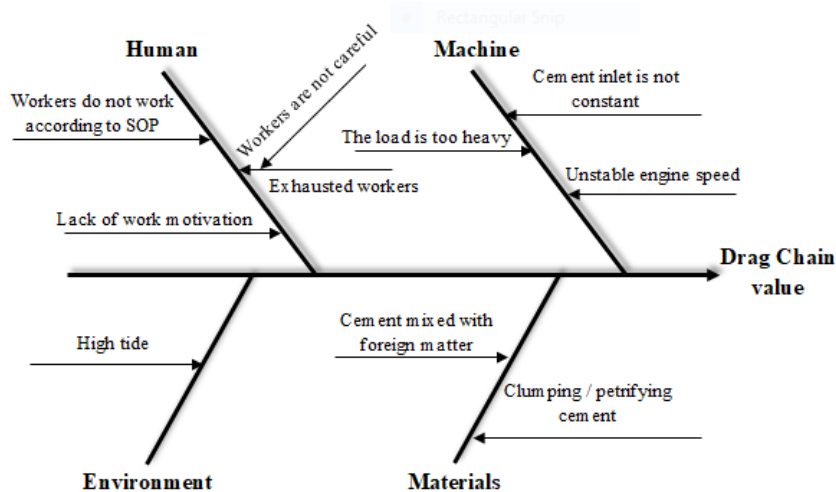 Rectangular Snip
Human
Machine
Workers do not work
according to SOP
Workers are not careful
Exhausted workers
Lack of work motivation
Cement inlet is not
constant
The load is too heavy
Unstable engine speed
Drag Chain
value
High tide
Cement mixed with
foreign matter
Clumping / petrifying
cement
Environment
Materials